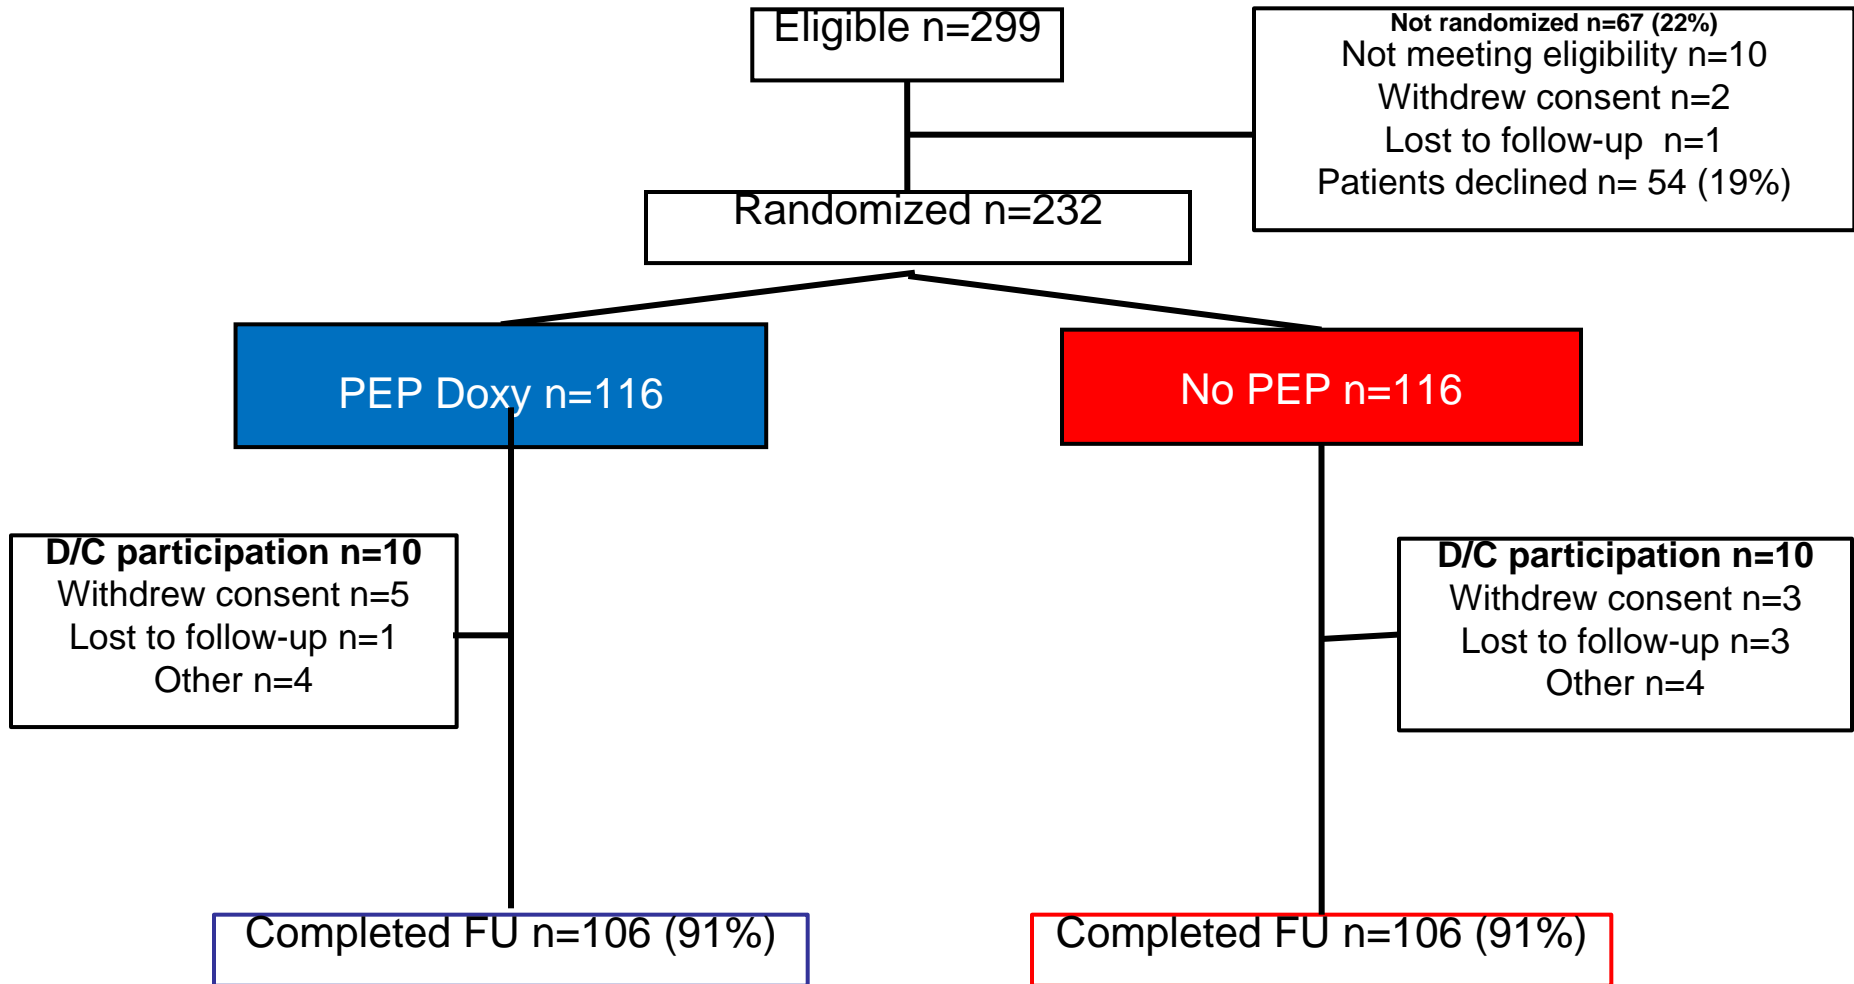 Eligible n=299
Not randomized n=67 (22%)
Not meeting eligibility n=10
Withdrew consent n=2
Lost to follow-up n=1
Patients declined n= 54 (19%)
Randomized n=232
PEP Doxy n=116
No PEP n=116
D/C participation n=10
Withdrew consent n=5
Lost to follow-up n=1
Other n=4
D/C participation n=10
Withdrew consent n=3
Lost to follow-up n=3
Other n=4
Completed FU n=106 (91%)
Completed FU n=106 (91%)